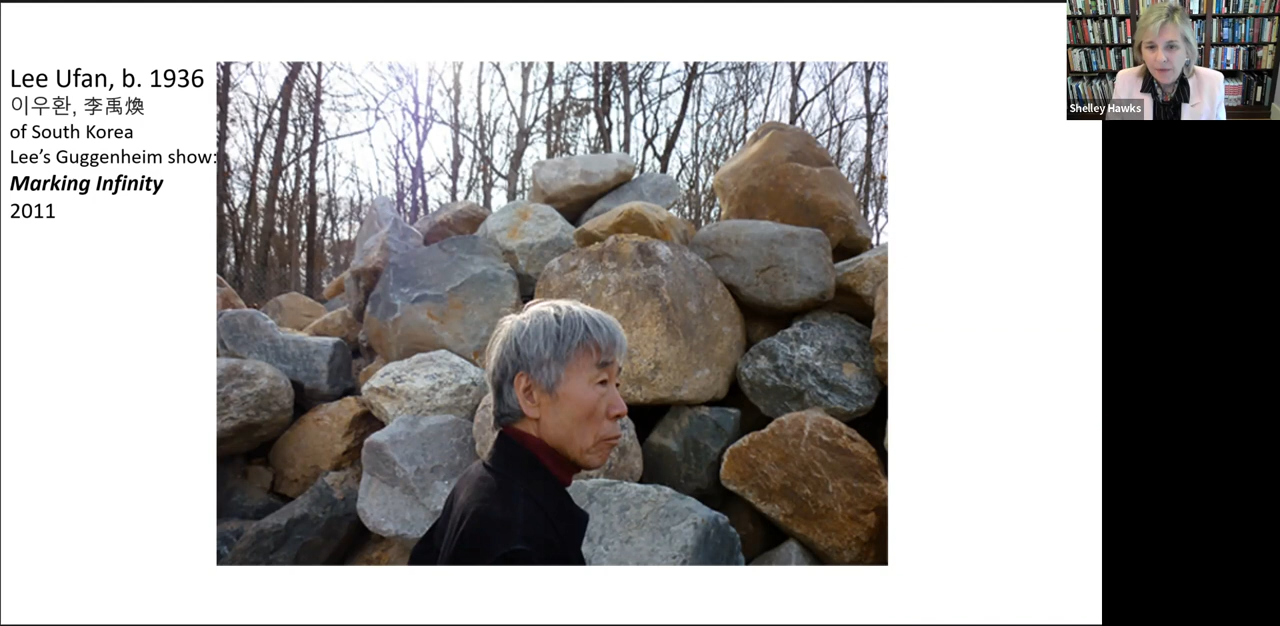 Lee Ufan, b. 1936
이우환, 李禹煥
of South Korea
Lee’s Guggenheim show:
Marking Infinity
2011
Shelley Hawks